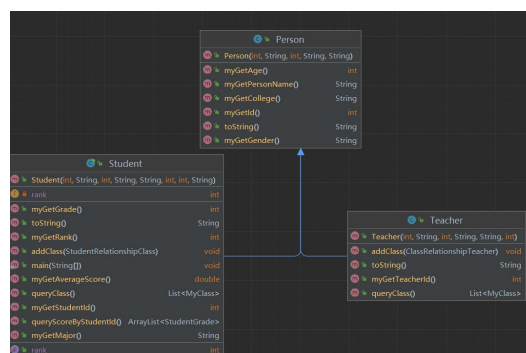 Person
Person(int, String, int, String, String)
myGetAge() int
myGetPersonName() String
myGetCollege() String
myGetId() int
toString() String
myGetGender() String
Student
Student(int, String, int, String, String, int, int, String)
rank int
myGetGrade() int
toString() String
myGetRank() int
addClass(StudentRelationshipClass) void
main(String[]) void
myGetAverageScore() double
queryClass() List<MyClass>
myGetStudentId() int
queryScoreByStudentId() ArrayList<StudentGrade>
myGetMajor() String
rank int
Teacher
Teacher(int, String, int, String, String, int)
addClass(ClassRelationshipTeacher) void
toString() String
myGetTeacherId() int
queryClass() List<MyClass>